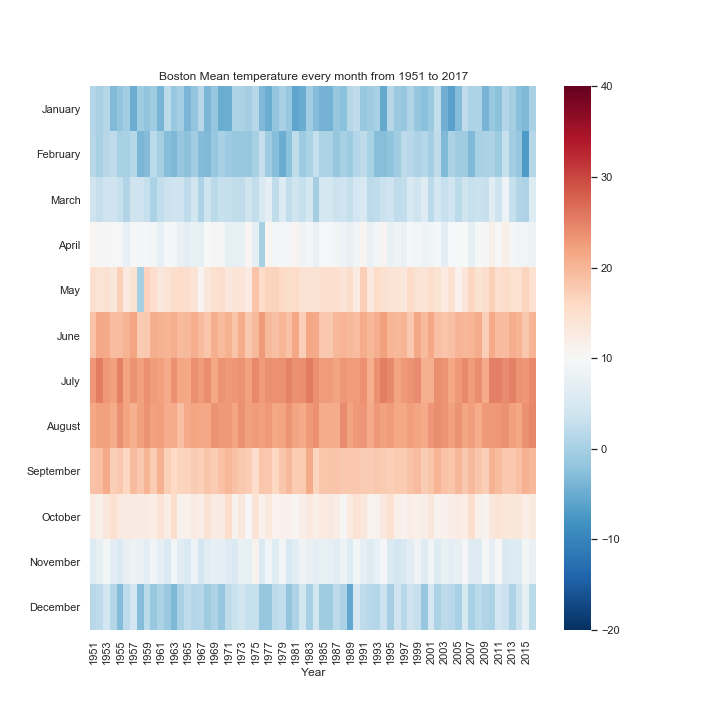 Boston Mean temperature every month from 1951 to 2017
January
February
March
April
May
June
July
August
September
October
November
December
1951
1953
1955
1957
1959
1961
1963
1965
1967
1969
1971
1973
1975
1977
1979
1981
1983
1985
1987
1989
1991
1993
1995
1997
1999
2001
2003
2005
2007
2009
2011
2013
2015
Year
40
30
20
10
0
−10
−20